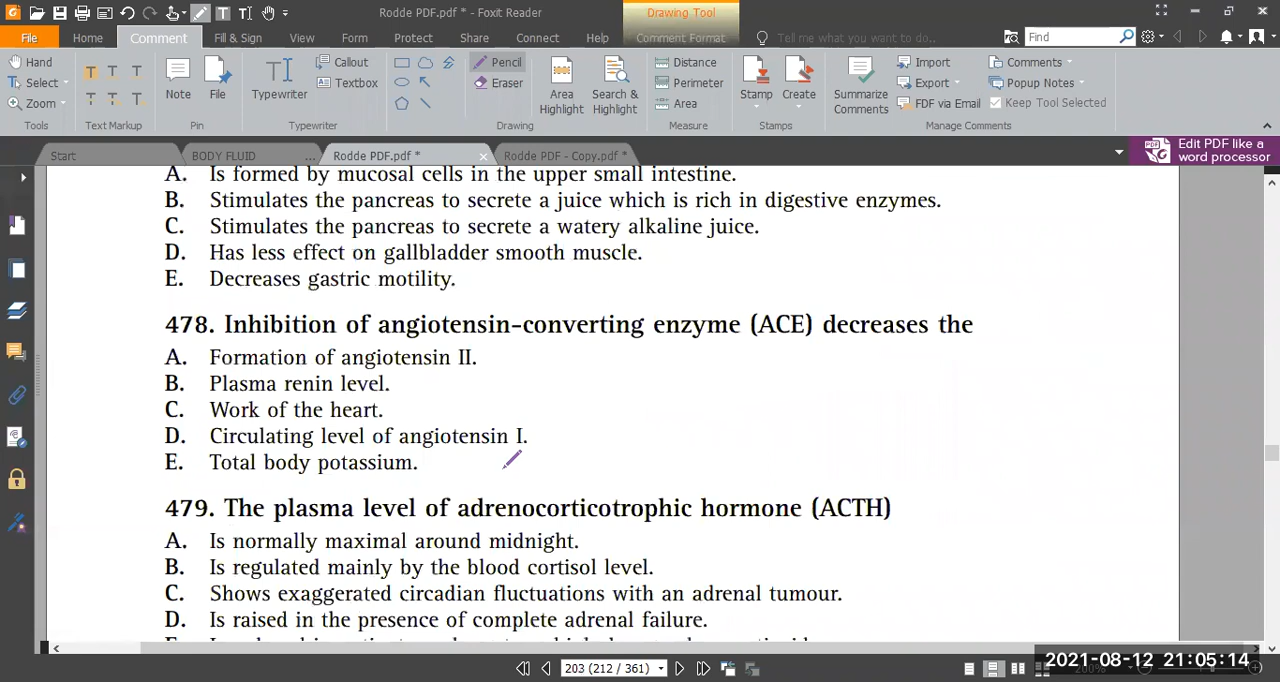 Rodde PDF.pdf * - Foxit Reader
Drawing Tool
File Home Comment Fill & Sign View Form Protect Share Connect Help Comment Format Tell me what you want to do.. Find
Hand
Select
Zoom
Tools
Text Markup
Note
File
Pin
Typewriter
Callout
Textbox
Typewriter
Pencil
Eraser
Area Highlight
Search & Highlight
Drawing
Distance
Perimeter
Area
Measure
Stamp
Create
Stamps
Summarize Comments
Import
Export
FDF via Email
Comments
Popup Notes
Keep Tool Selected
Manage Comments
Start
BODY FLUID ...
Rodde PDF.pdf *
Rodde PDF - Copy.pdf *
Edit PDF like a
word processor
A. Is formed by mucosal cells in the upper small intestine.
B. Stimulates the pancreas to secrete a juice which is rich in digestive enzymes.
C. Stimulates the pancreas to secrete a watery alkaline juice.
D. Has less effect on gallbladder smooth muscle.
E. Decreases gastric motility.
478. Inhibition of angiotensin-converting enzyme (ACE) decreases the
A. Formation of angiotensin II.
B. Plasma renin level.
C. Work of the heart.
D. Circulating level of angiotensin I.
E. Total body potassium.
479. The plasma level of adrenocorticotrophic hormone (ACTH)
A. Is normally maximal around midnight.
B. Is regulated mainly by the blood cortisol level.
C. Shows exaggerated circadian fluctuations with an adrenal tumour.
D. Is raised in the presence of complete adrenal failure.
203 (212 / 361)
2021-08-12 21:05:14